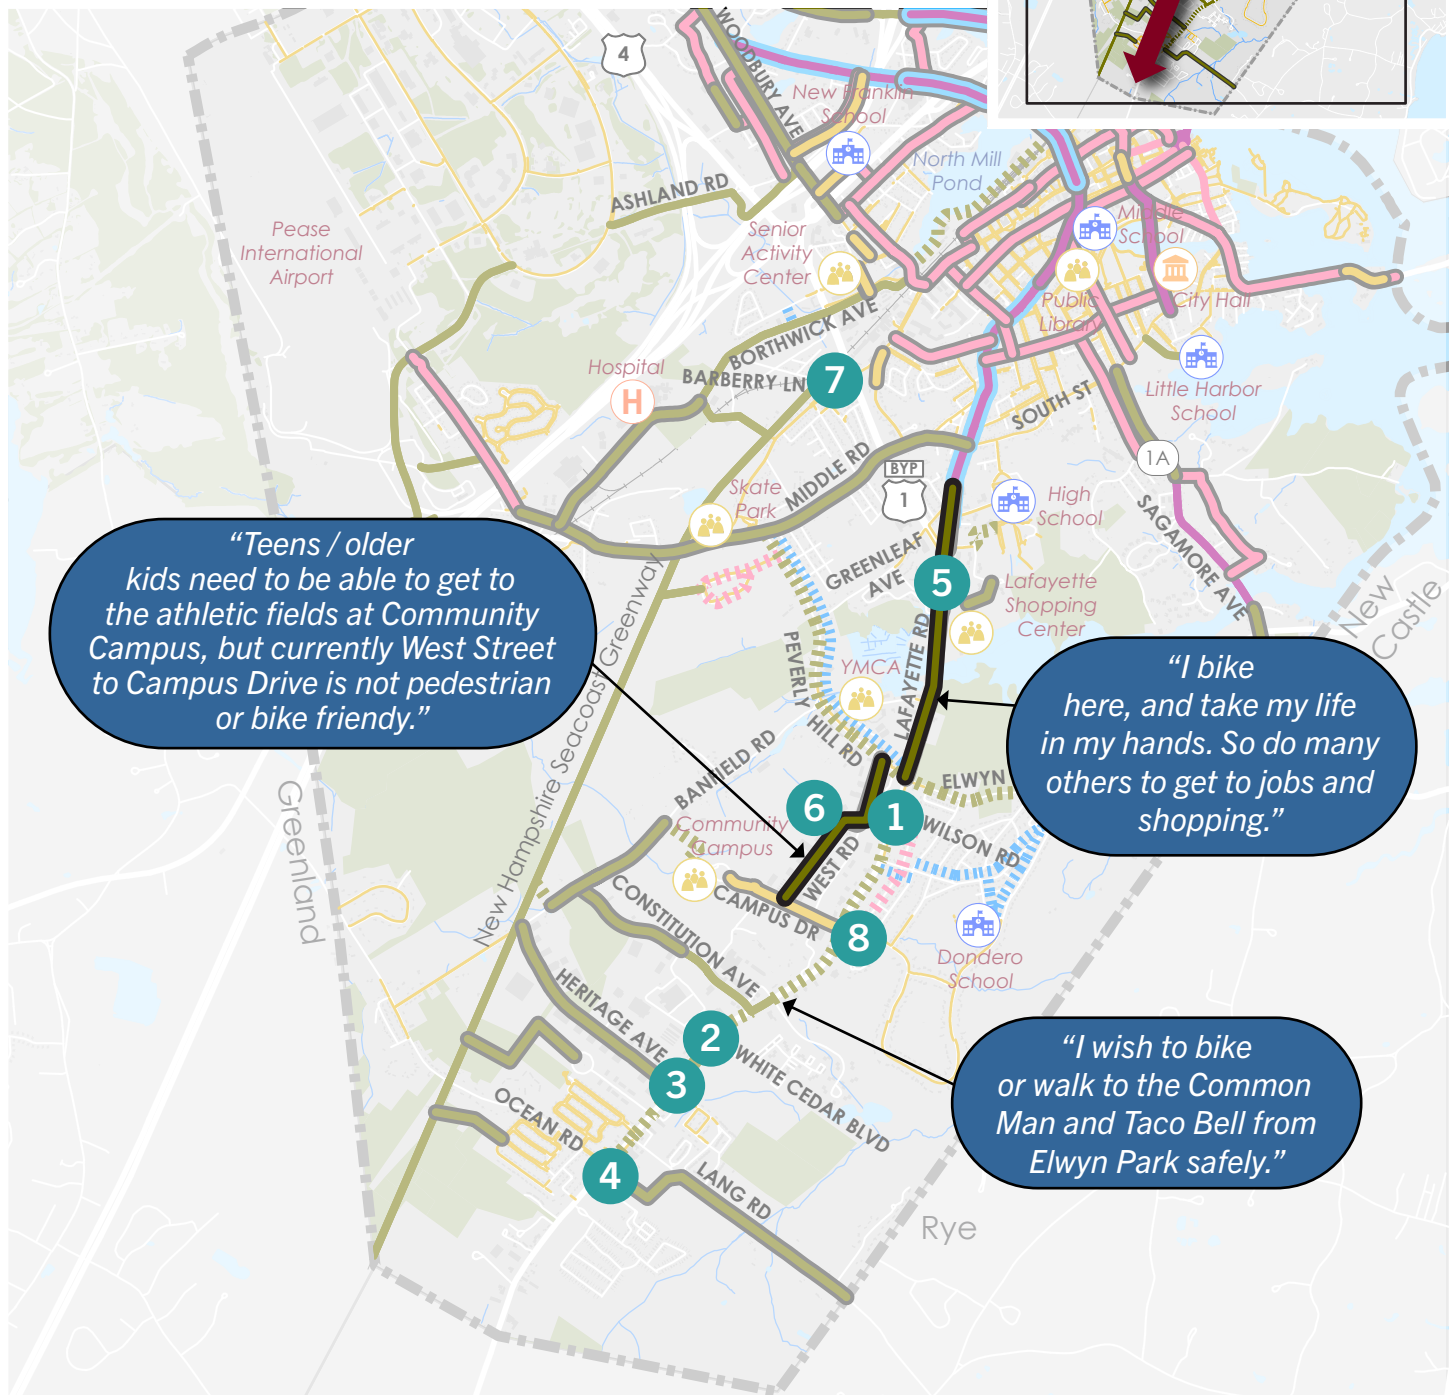 4
WOODBURY AVE
New Franklin
School
North Mill
Pond
ASHLAND RD
Pease
International
Airport
Senior
Activity
Center
Middle
School
Public
Library
City Hall
BORTHWICK AVE
Hospital
H
BARBERRY LN
7
Little Harbor
School
SOUTH ST
1A
MIDDLE RD
BYP
1
Skate
Park
High
School
SAGAMORE AVE
GREENLEAF
AVE
5
Lafayette
Shopping
Center
New
Castle
“Teens / older
kids need to be able to get to
the athletic fields at Community
Campus, but currently West Street
to Campus Drive is not pedestrian
or bike friendy.”
New Hampshire Seacoast Greenway
PEVERLY
HILL RD
YMCA
LAFAYETTE RD
“I bike
here, and take my life
in my hands. So do many
others to get to jobs and
shopping.”
BANFIELD RD
ELWYN
6
1
WILSON RD
Community
Campus
WEST RD
Greenland
CONSTITUTION AVE
CAMPUS DR
8
Dondero
School
HERITAGE AVE
2
WHITE CEDAR BLVD
3
“I wish to bike
or walk to the Common
Man and Taco Bell from
Elwyn Park safely.”
OCEAN RD
4
LANG RD
Rye